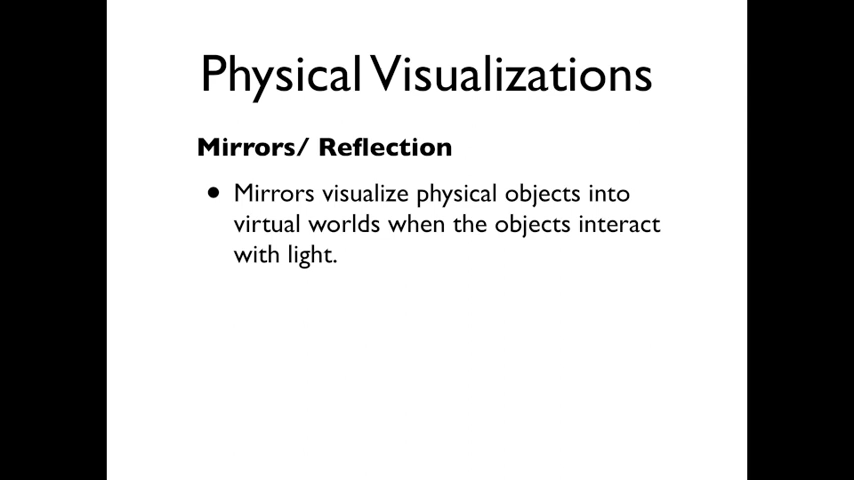 Physical Visualizations
Mirrors/ Reflection
• Mirrors visualize physical objects into
virtual worlds when the objects interact
with light.